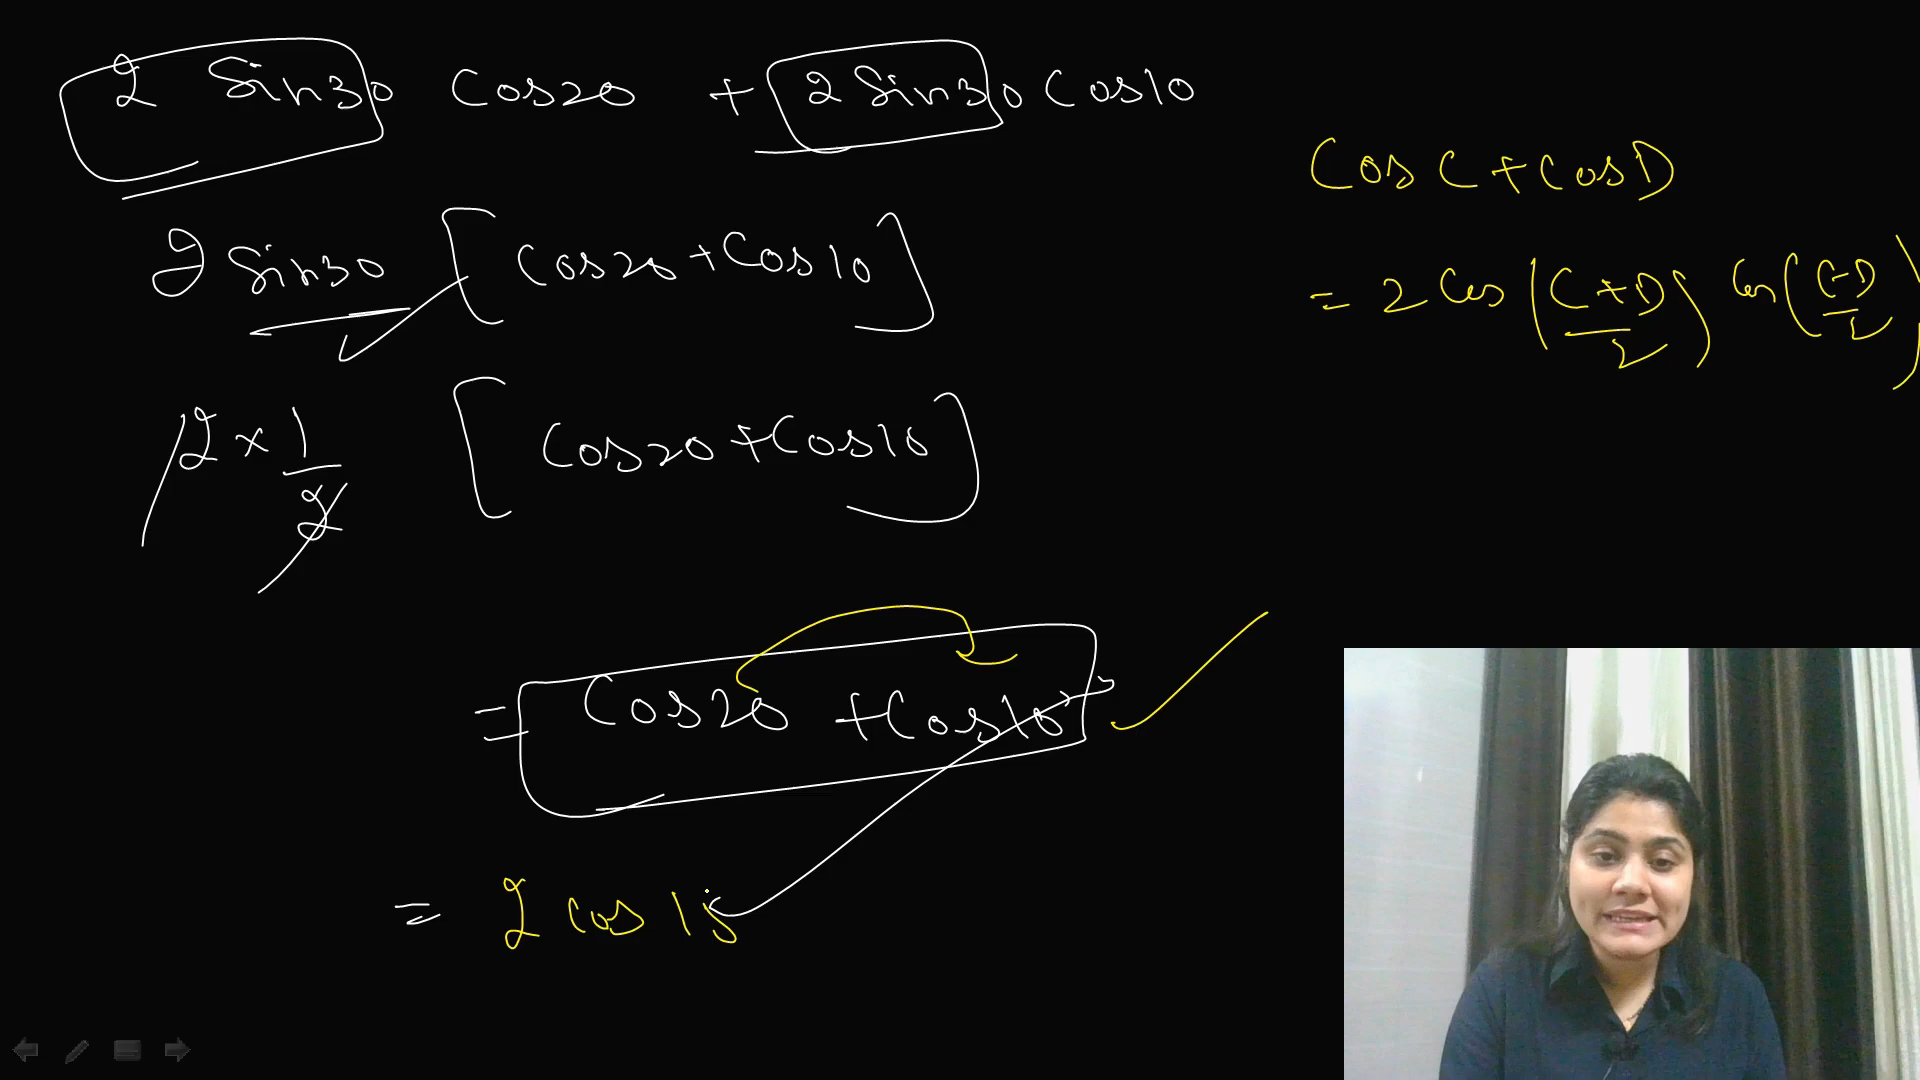 2 Sin30 Cos20 + 2 Sin30 Cos10
2 Sin30 [Cos20 + Cos10]
2 × 1/2 [Cos20 + Cos10]
= Cos20 + Cos10
= 2 cos 15
Cos C + Cos D
= 2 Cos (C + D/2) Cos (C - D/2)